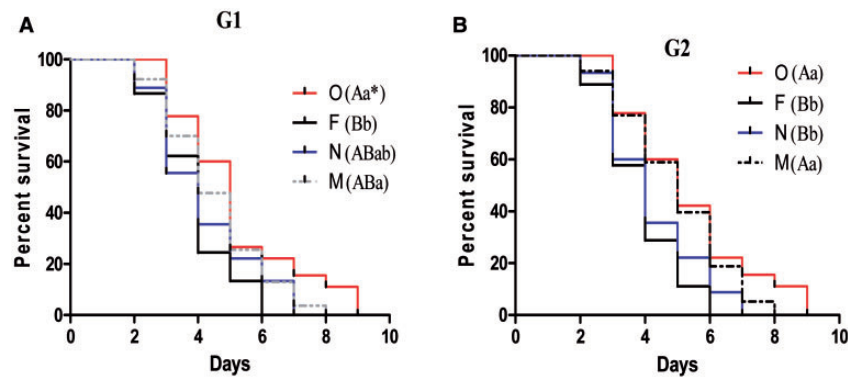 A
G1
Percent survival
100
80
60
40
20
0
0 2 4 6 8 10
Days
O (Aa*)
F (Bb)
N (ABab)
M (ABa)
B
G2
Percent survival
100
80
60
40
20
0
0 2 4 6 8 10
Days
O (Aa)
F (Bb)
N (Bb)
M (Aa)